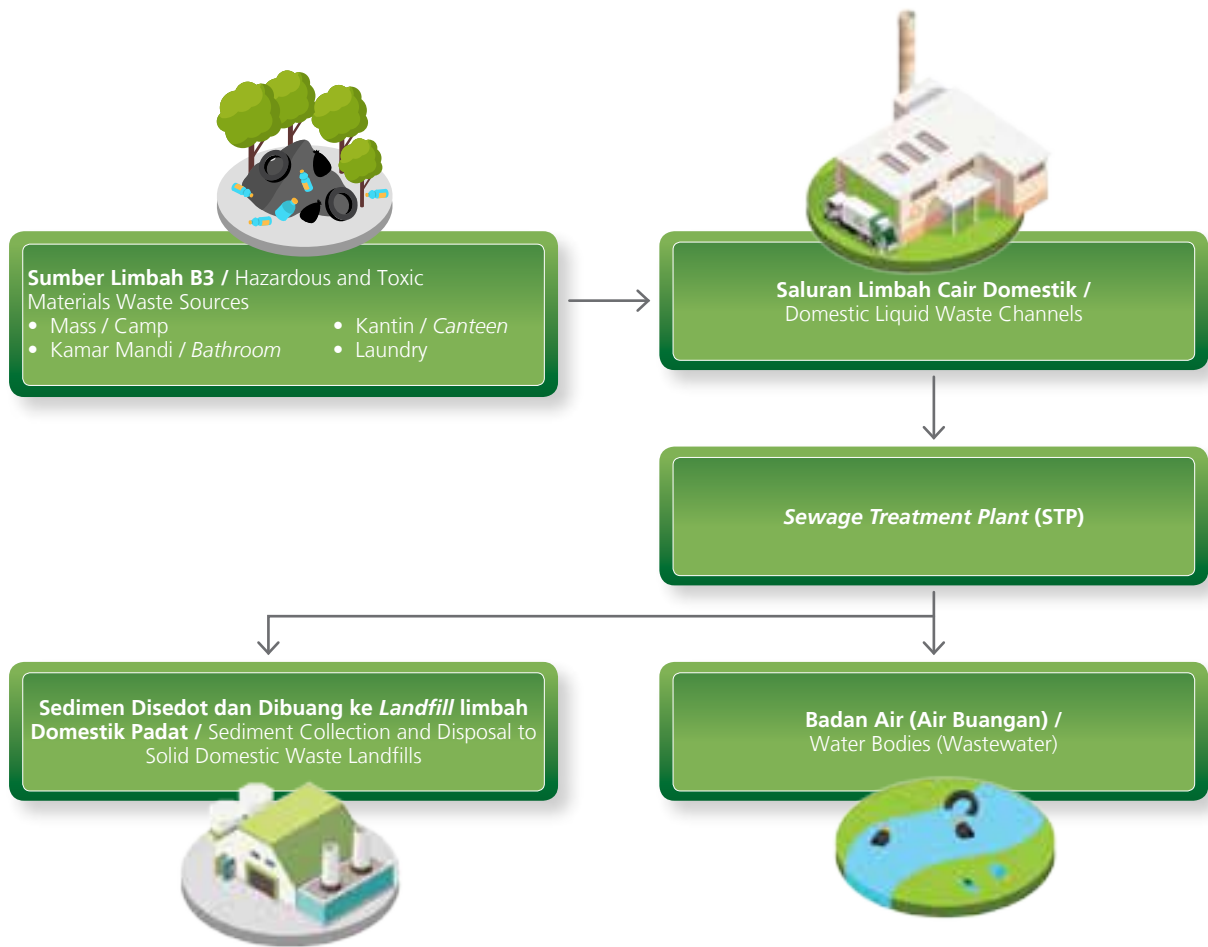 Sumber Limbah B3 / Hazardous and Toxic
Materials Waste Sources
• Mass / Camp
• Kamar Mandi / Bathroom
• Kantin / Canteen
• Laundry
Saluran Limbah Cair Domestik /
Domestic Liquid Waste Channels
Sewage Treatment Plant (STP)
Sedimen Disedot dan Dibuang ke Landfill limbah
Domestik Padat / Sediment Collection and Disposal to
Solid Domestic Waste Landfills
Badan Air (Air Buangan) /
Water Bodies (Wastewater)